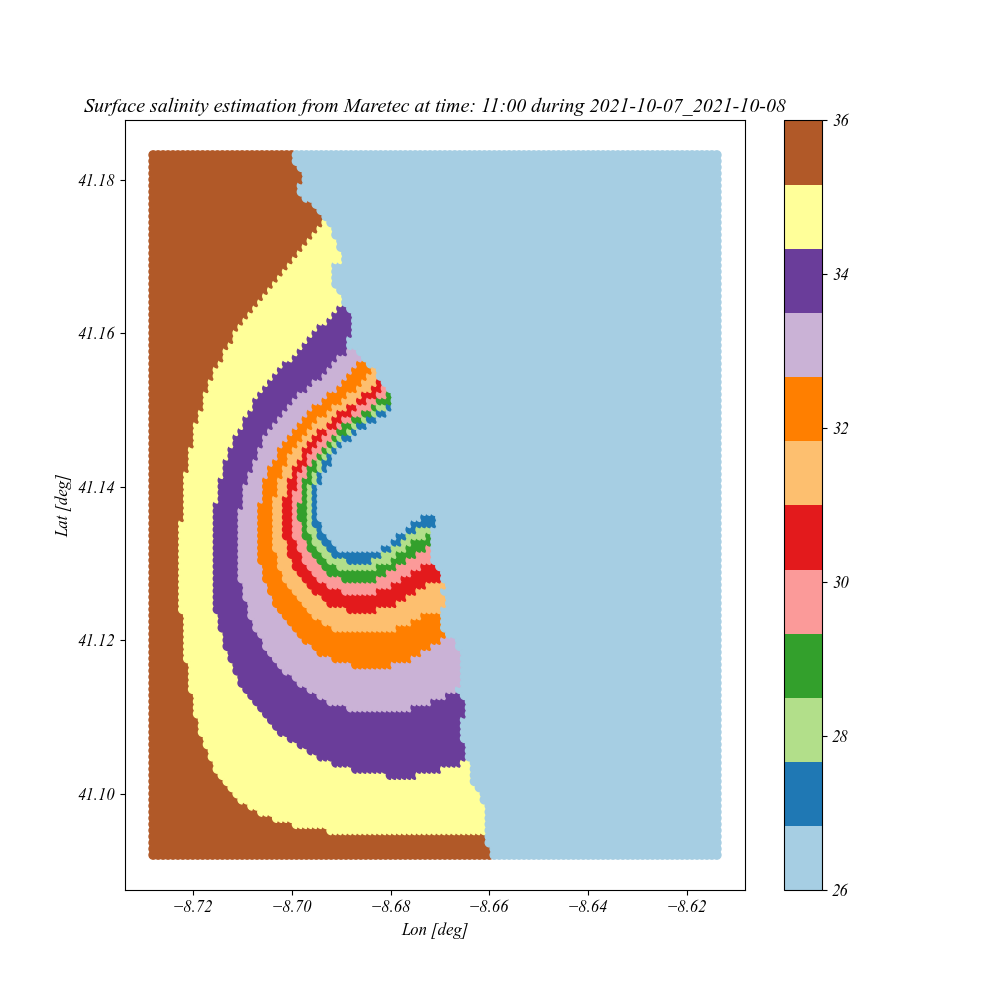 Surface salinity estimation from Maretec at time: 11:00 during 2021-10-07_2021-10-08
36
41.18
34
41.16
32
41.14
Lat [deg]
30
41.12
28
41.10
26
−8.72 −8.70 −8.68 −8.66 −8.64 −8.62
Lon [deg]